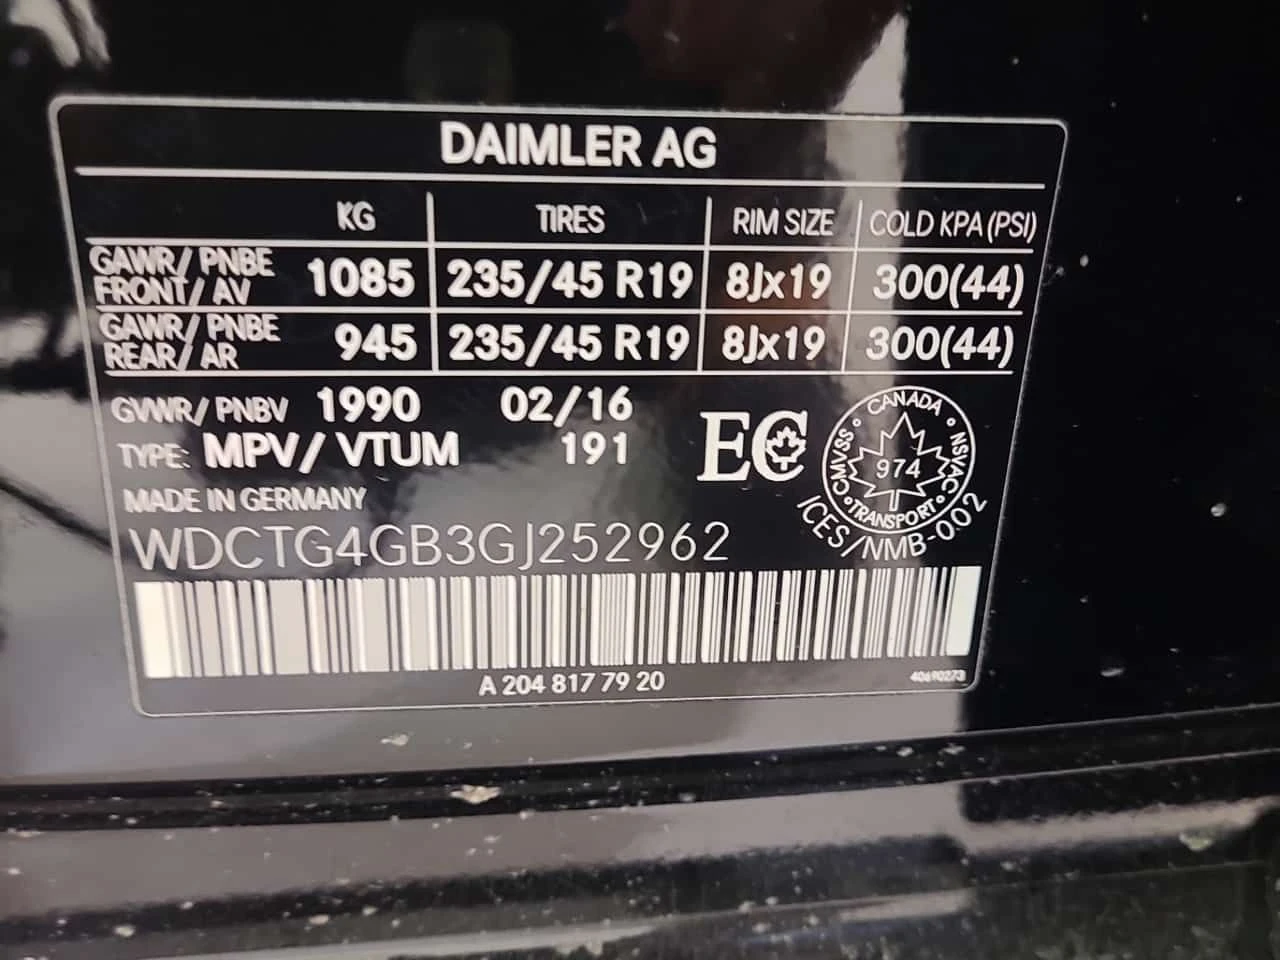 DAIMLER AG
KG TIRES RIM SIZE COLD KPA (PSI)
GAWR/ PNBE
FRONT/ AV 1085 235/45 R19 8Jx19 300(44)
GAWR/ PNBE
REAR/ AR 945 235/45 R19 8Jx19 300(44)
GVWR/ PNBV 1990 02/16
TYPE: MPV/ VTUM 191
EC
CANADA
CMVSS NSVAC
974
TRANSPORT
ICES/NMB-002
MADE IN GERMANY
WDCTG4GB3GJ252962
A 204 817 79 20
40690273